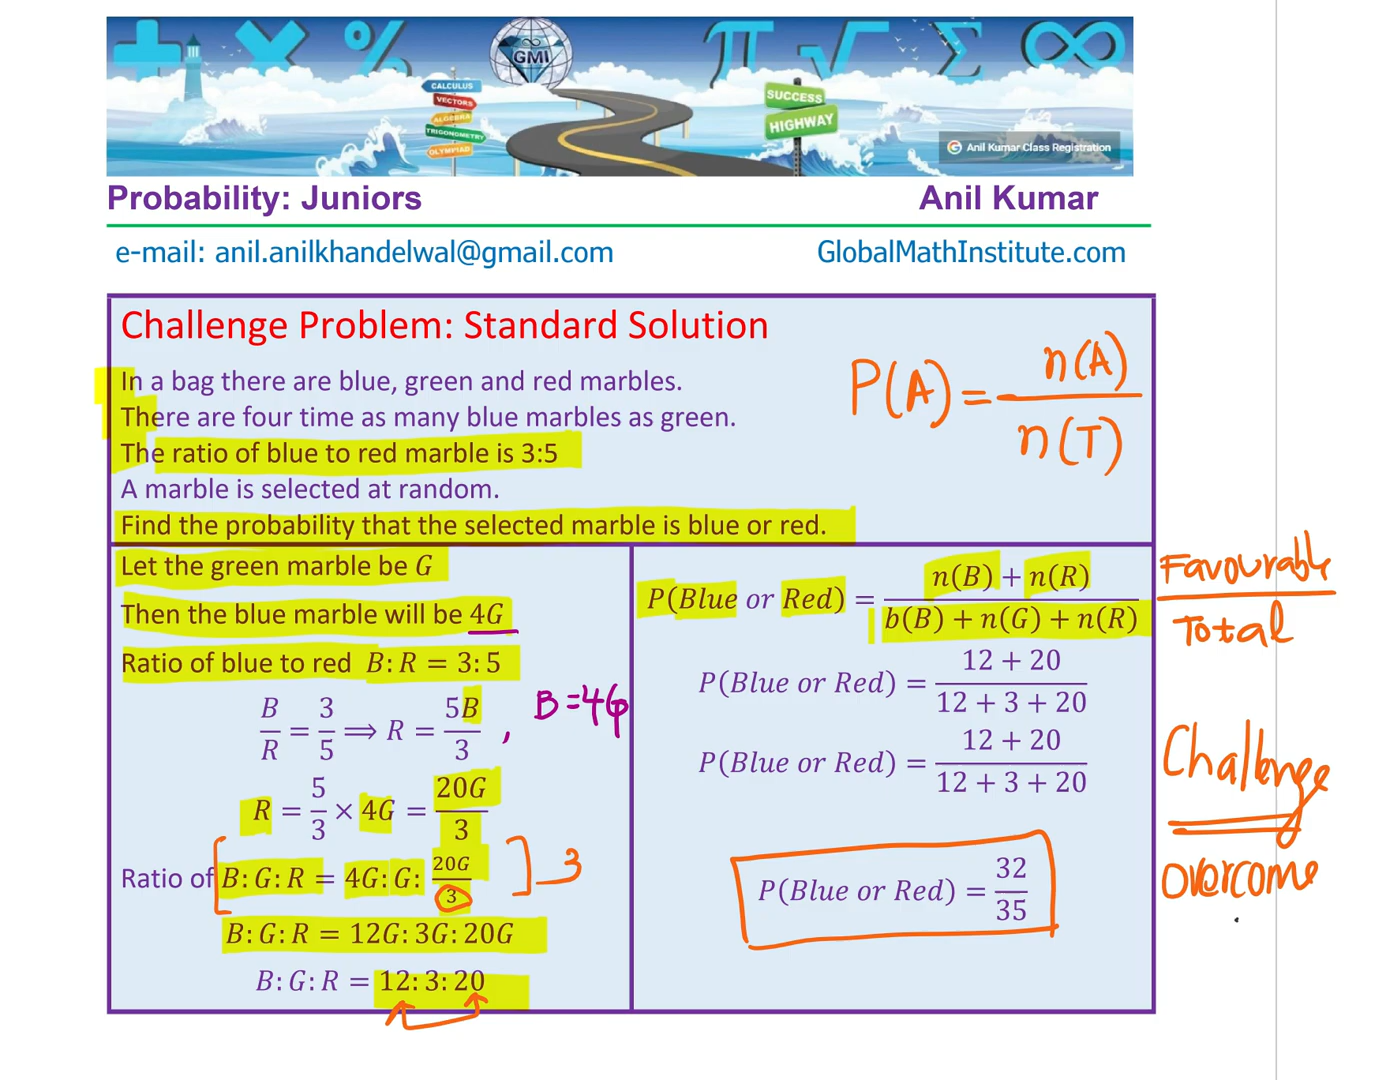 GMI
CALCULUS
VECTORS
ALGEBRA
TRIGONOMETRY
OLYMPIAD
SUCCESS
HIGHWAY
Anil Kumar Class Registration
Probability: Juniors Anil Kumar
e-mail: anil.anilkhandelwal@gmail.com GlobalMathInstitute.com
Challenge Problem: Standard Solution
In a bag there are blue, green and red marbles.
There are four time as many blue marbles as green.
The ratio of blue to red marble is 3:5
A marble is selected at random.
Find the probability that the selected marble is blue or red.
P(A) = n(A) / n(T)
Let the green marble be G
Then the blue marble will be 4G
Ratio of blue to red B: R = 3: 5
B/R = 3/5 ⟹ R = 5B/3 , B = 4G
R = 5/3 × 4G = 20G/3
Ratio of [B: G: R = 4G: G: 20G/3] 3
B: G: R = 12G: 3G: 20G
B: G: R = 12: 3: 20
P(Blue or Red) = n(B) + n(R) / b(B) + n(G) + n(R)
P(Blue or Red) = 12 + 20 / 12 + 3 + 20
P(Blue or Red) = 12 + 20 / 12 + 3 + 20
P(Blue or Red) = 32/35
Favourable
Total
Challenge
Overcome